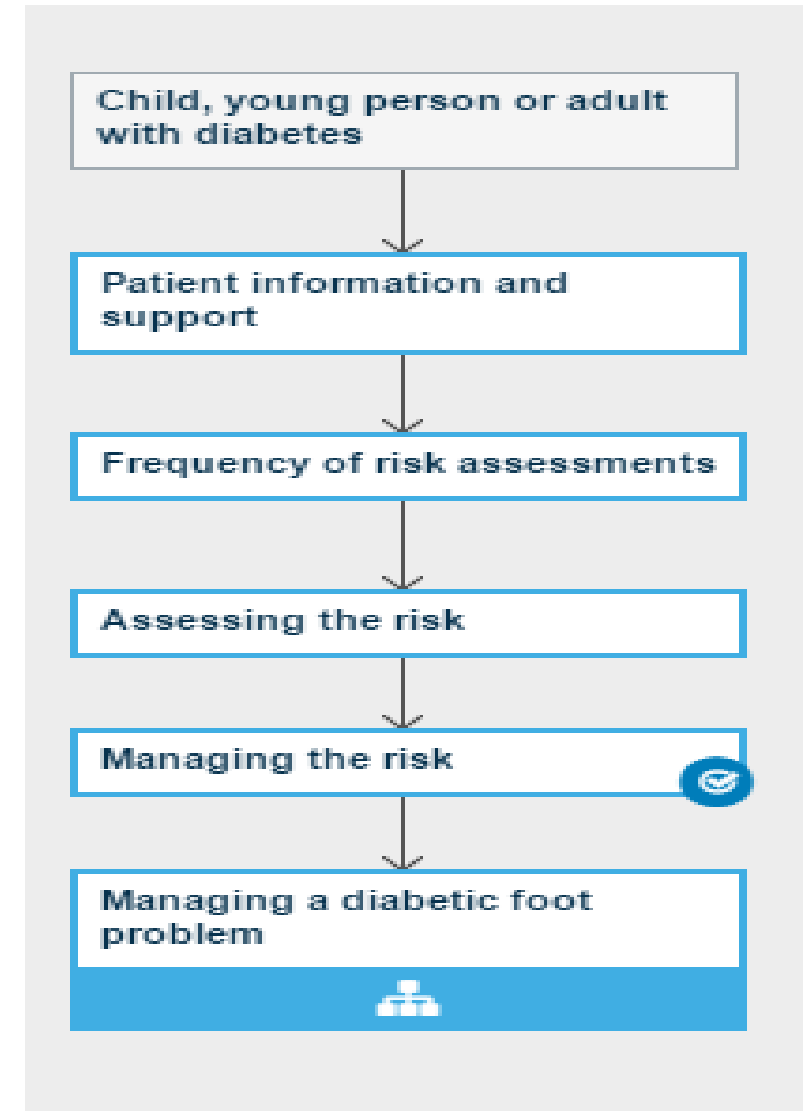 Child, young person or adult
with diabetes
Patient information and
support
Frequency of risk assessments
Assessing the risk
Managing the risk
Managing a diabetic foot
problem